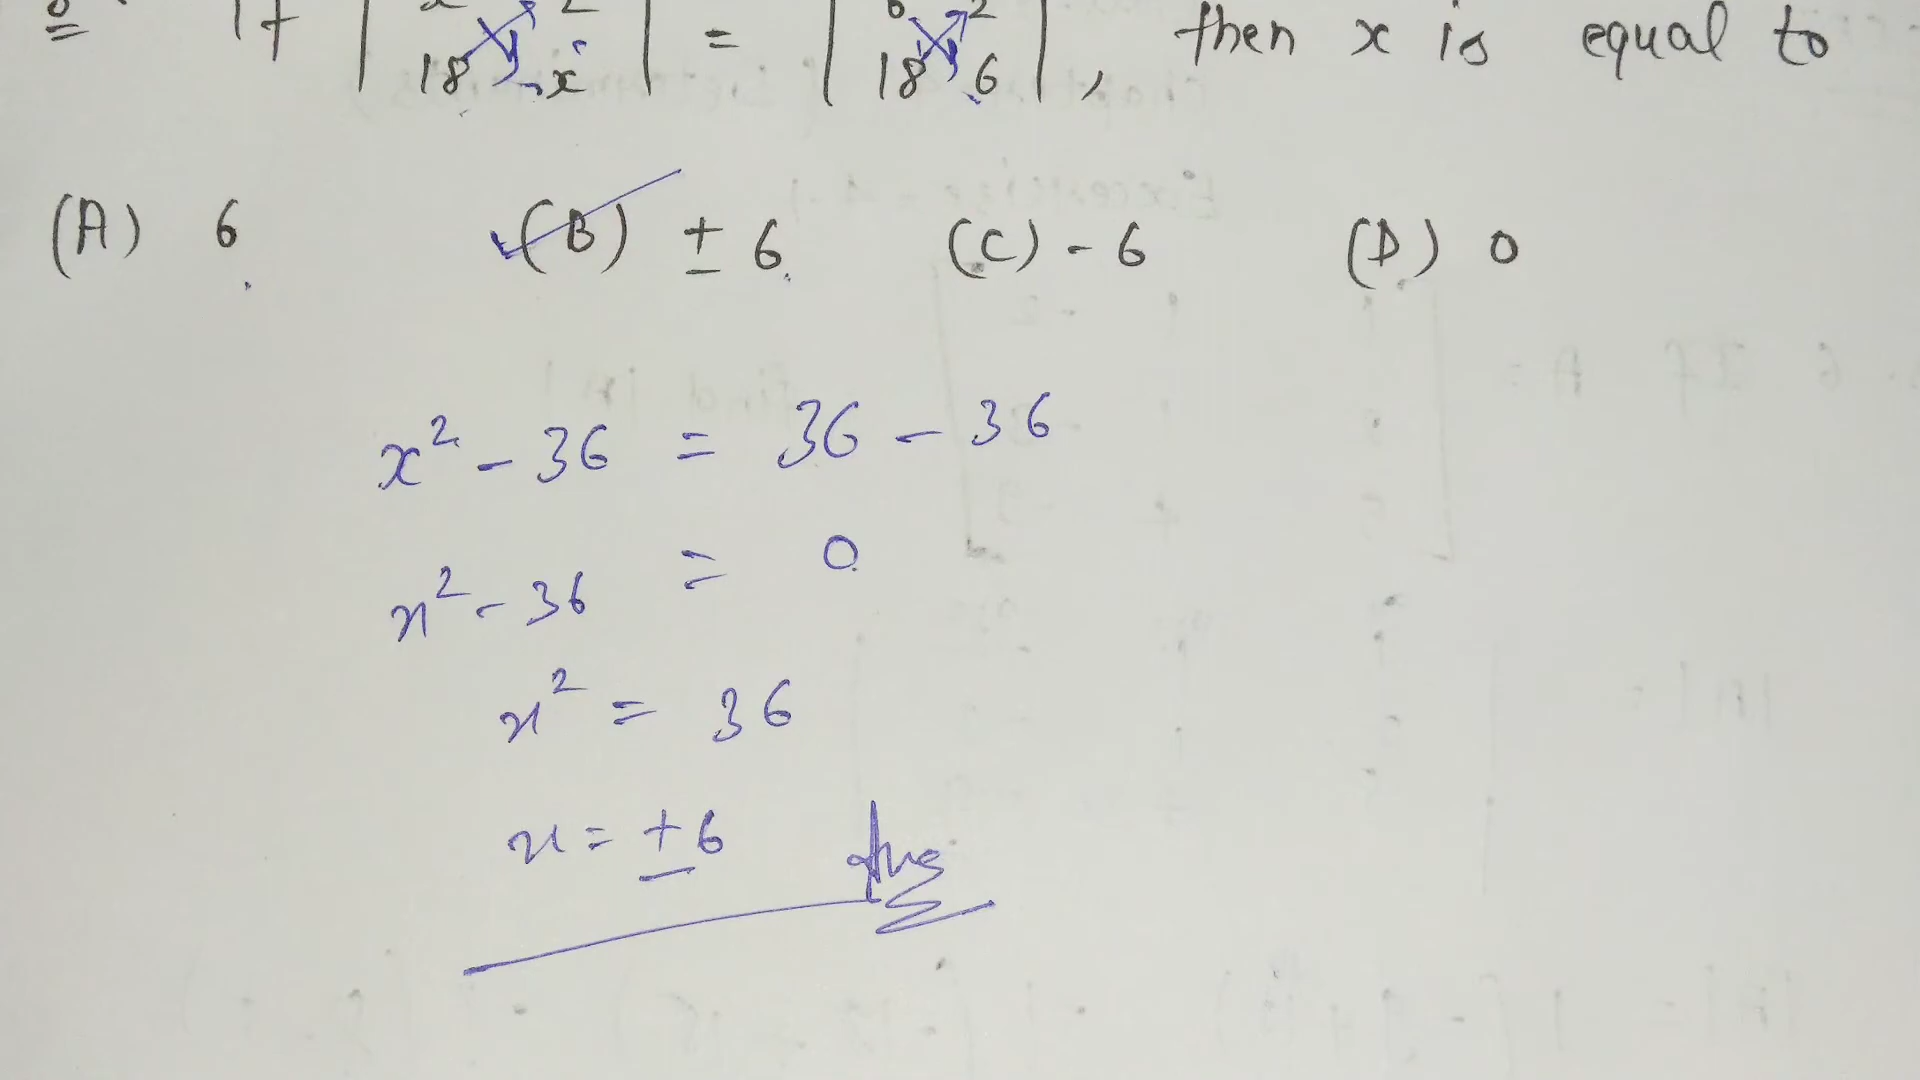 If | x 2 | = | 6 2 |, then x is equal to
18 x 18 6
(A) 6 (B) ± 6 (C) - 6 (D) 0
x² - 36 = 36 - 36
x² - 36 = 0
x² = 36
x = ± 6 Ans